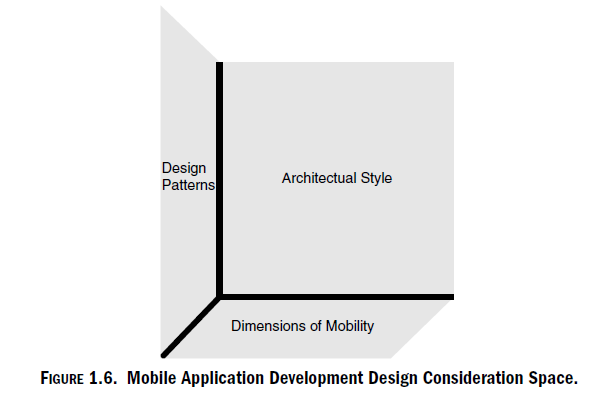 Design
Patterns
Architectual Style
Dimensions of Mobility
FIGURE 1.6. Mobile Application Development Design Consideration Space.